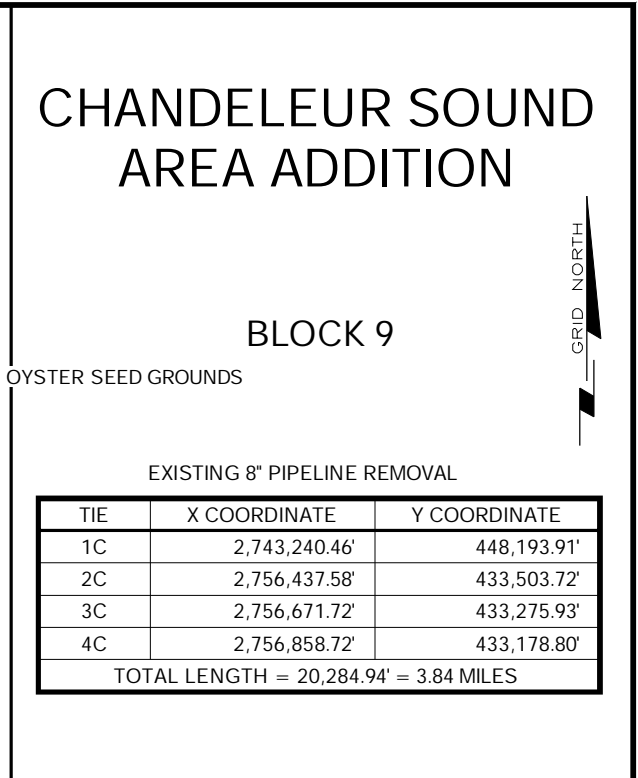 CHANDELEUR SOUND
AREA ADDITION
GRID NORTH
BLOCK 9
OYSTER SEED GROUNDS
EXISTING 8" PIPELINE REMOVAL
TIE X COORDINATE Y COORDINATE
1C 2,743,240.46' 448,193.91'
2C 2,756,437.58' 433,503.72'
3C 2,756,671.72' 433,275.93'
4C 2,756,858.72' 433,178.80'
TOTAL LENGTH = 20,284.94' = 3.84 MILES